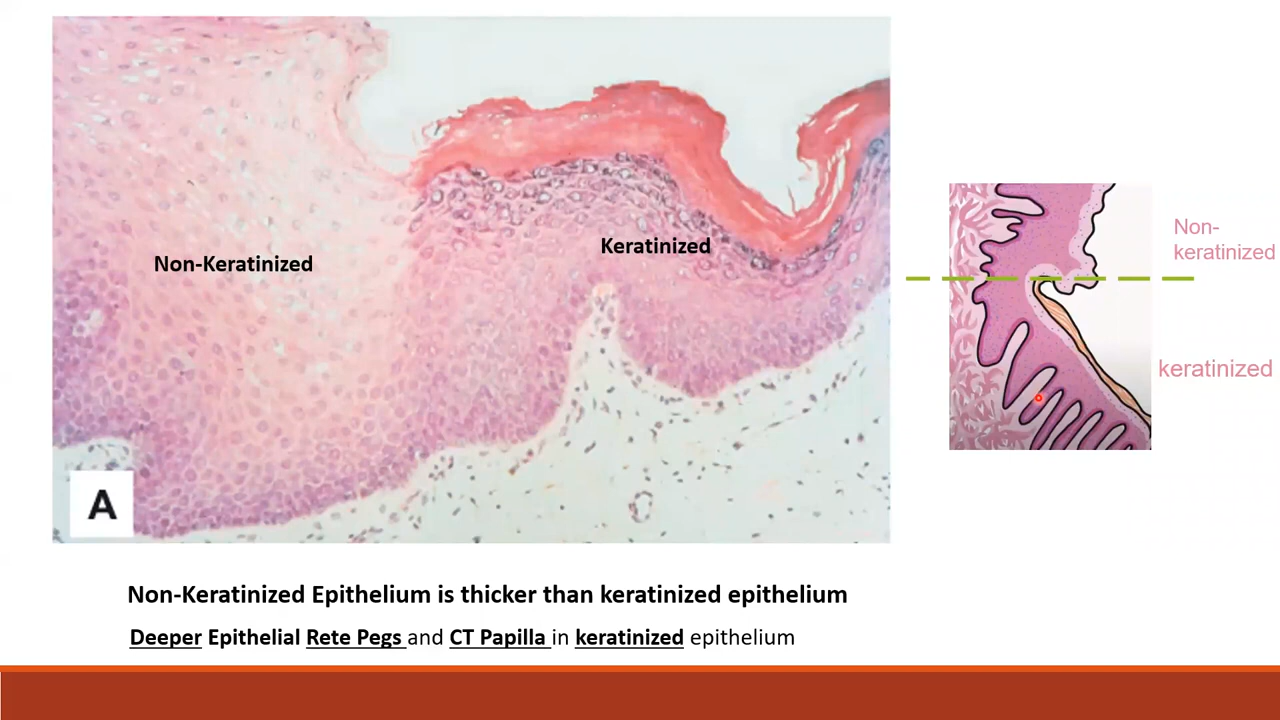 Non-Keratinized
Keratinized
A
Non-
keratinized
keratinized
Non-Keratinized Epithelium is thicker than keratinized epithelium
Deeper Epithelial Rete Pegs and CT Papilla in keratinized epithelium